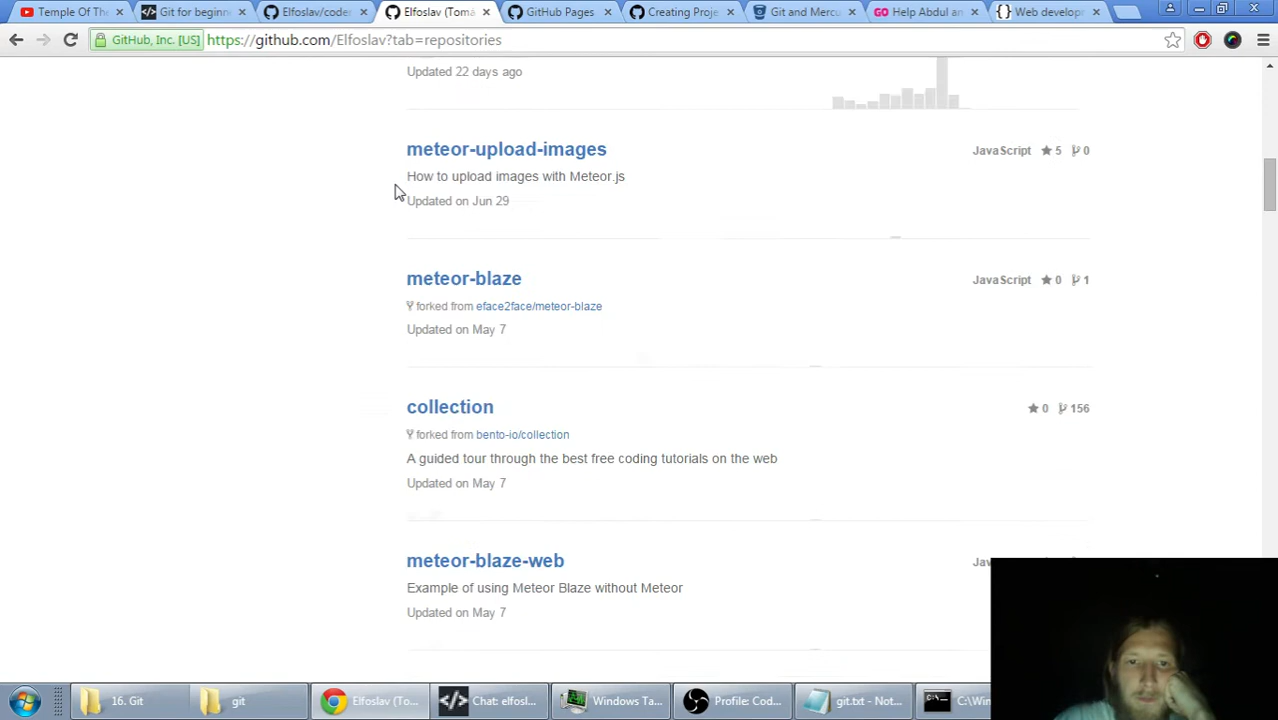 Temple Of The
Git for beginne
Elfoslav/coder
Elfoslav (Tomá
GitHub Pages
Creating Proje
Git and Mercu
Help Abdul an
Web develop
GitHub, Inc. [US]
https://github.com/Elfoslav?tab=repositories
Updated 22 days ago
meteor-upload-images
JavaScript 5 0
How to upload images with Meteor.js
Updated on Jun 29
meteor-blaze
JavaScript 0 1
forked from eface2face/meteor-blaze
Updated on May 7
collection
0 156
forked from bento-io/collection
A guided tour through the best free coding tutorials on the web
Updated on May 7
meteor-blaze-web
Example of using Meteor Blaze without Meteor
Updated on May 7
16. Git
git
Elfoslav (To...
Chat: elfosl...
Windows Ta...
Profile: Cod...
git.txt - Not...
C:\Win